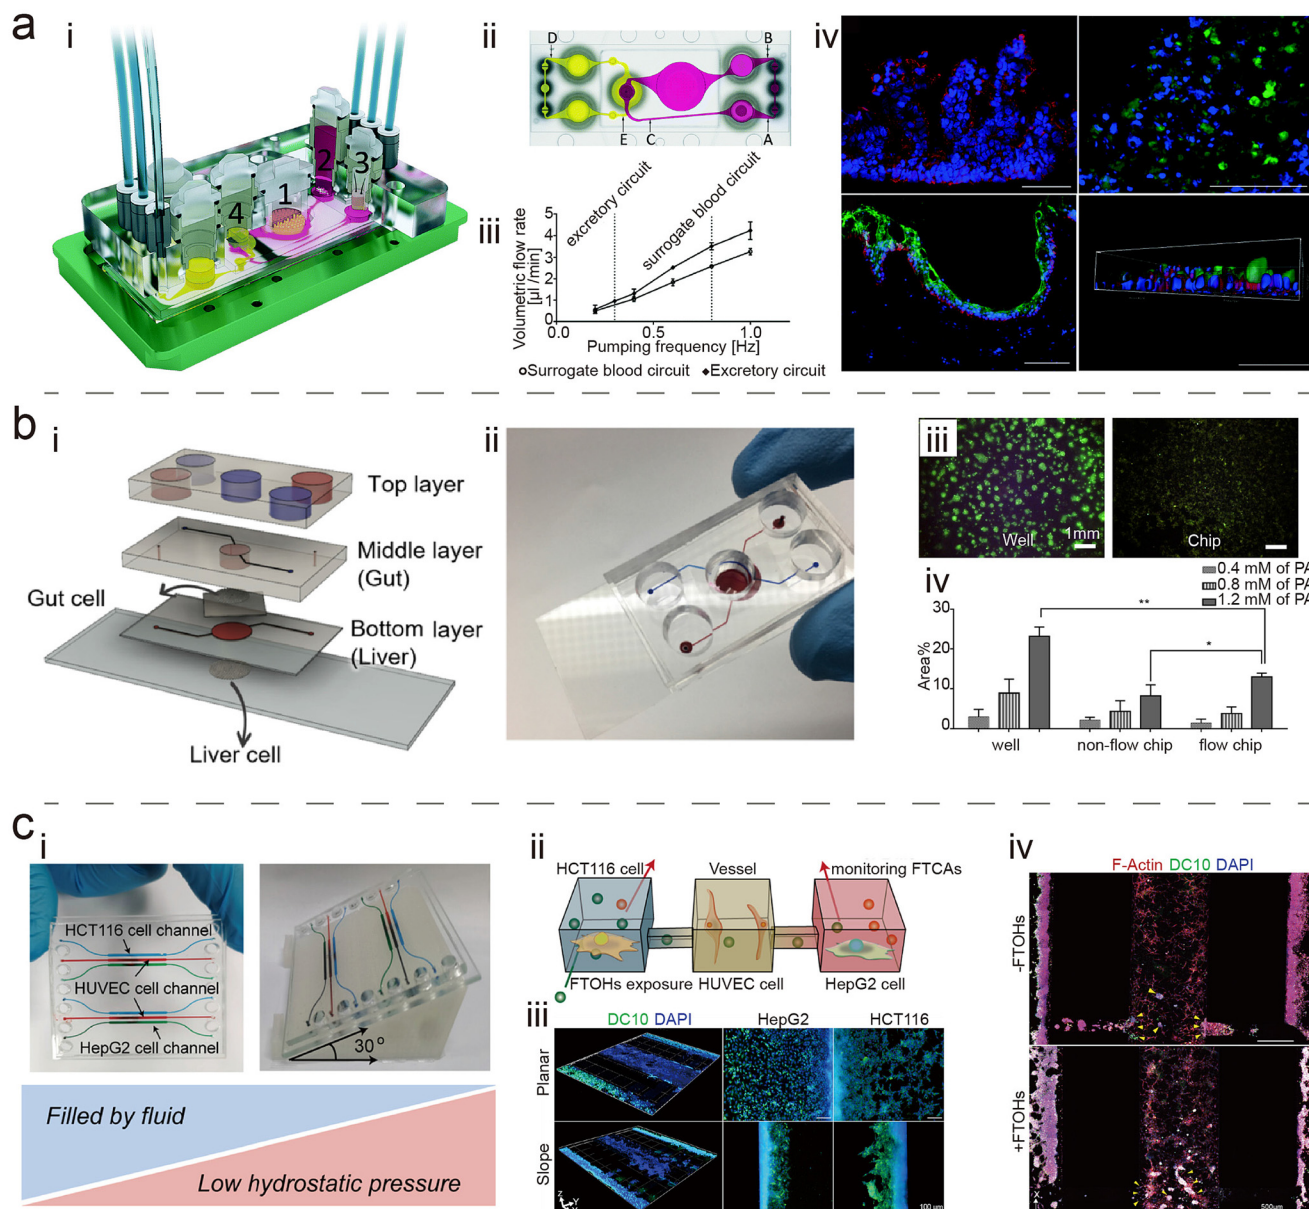 a
i
1
2
3
4
ii
D
B
E
C
A
iii
excretory circuit
surrogate blood circuit
Volumetric flow rate
[µl /min]
5
4
3
2
1
0
0.0
0.5
1.0
Pumping frequency [Hz]
Surrogate blood circuit
Excretory circuit
iv
b
i
Top layer
Middle layer
(Gut)
Gut cell
Bottom layer
(Liver)
Liver cell
ii
iii
Well
1mm
Chip
iv
0.4 mM of PA
0.8 mM of PA
1.2 mM of PA
Area%
30
20
10
0
**
*
well
non-flow chip
flow chip
c
i
HCT116 cell channel
HUVEC cell channel
HepG2 cell channel
30°
Filled by fluid
Low hydrostatic pressure
ii
HCT116 cell
Vessel
monitoring FTCAs
FTOHs exposure
HUVEC cell
HepG2 cell
iii
DC10 DAPI
HepG2
HCT116
Planar
Slope
Z
Y
100 µm
iv
F-Actin DC10 DAPI
-FTOHs
+FTOHs
X
500µm